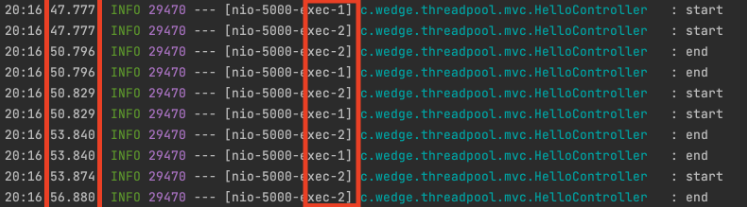 20:16 47.777 INFO 29470 --- [nio-5000-exec-1] c.wedge.threadpool.mvc.HelloController : start
20:16 47.777 INFO 29470 --- [nio-5000-exec-2] c.wedge.threadpool.mvc.HelloController : start
20:16 50.796 INFO 29470 --- [nio-5000-exec-2] c.wedge.threadpool.mvc.HelloController : end
20:16 50.796 INFO 29470 --- [nio-5000-exec-1] c.wedge.threadpool.mvc.HelloController : end
20:16 50.829 INFO 29470 --- [nio-5000-exec-2] c.wedge.threadpool.mvc.HelloController : start
20:16 50.829 INFO 29470 --- [nio-5000-exec-1] c.wedge.threadpool.mvc.HelloController : start
20:16 53.840 INFO 29470 --- [nio-5000-exec-2] c.wedge.threadpool.mvc.HelloController : end
20:16 53.840 INFO 29470 --- [nio-5000-exec-1] c.wedge.threadpool.mvc.HelloController : end
20:16 53.874 INFO 29470 --- [nio-5000-exec-2] c.wedge.threadpool.mvc.HelloController : start
20:16 56.880 INFO 29470 --- [nio-5000-exec-2] c.wedge.threadpool.mvc.HelloController : end